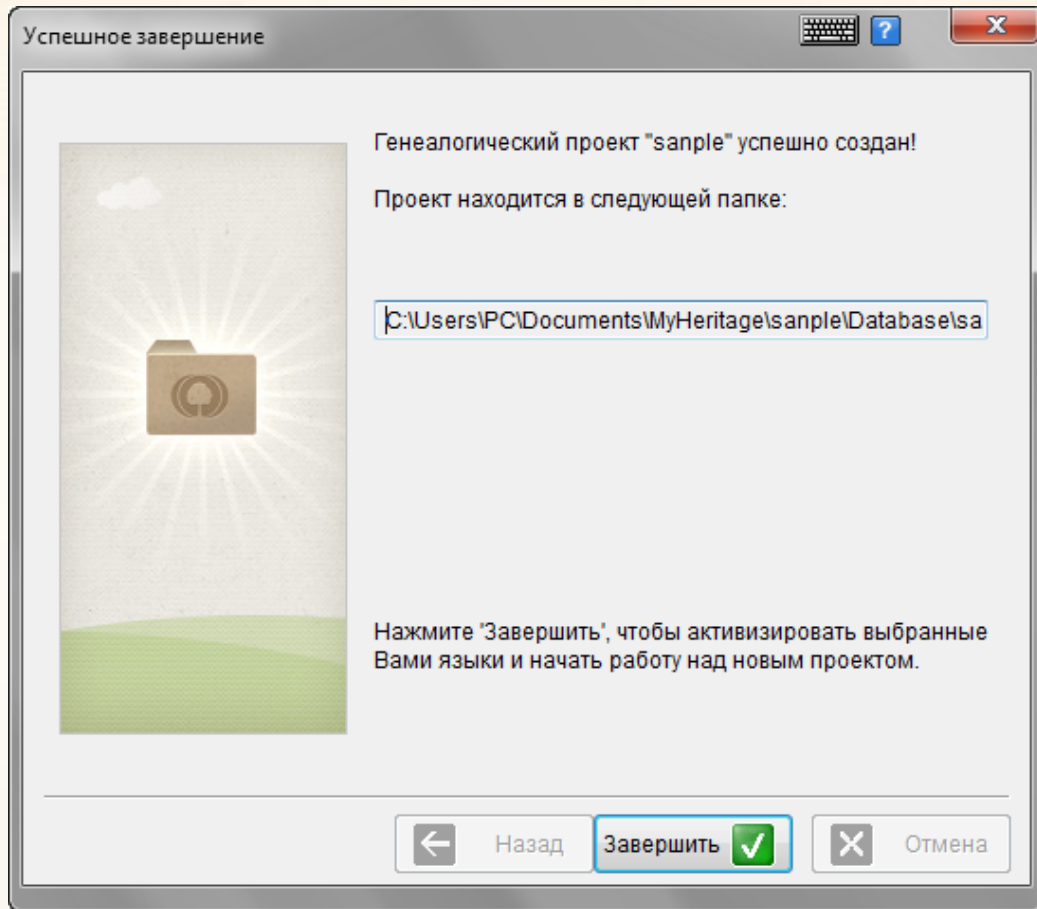 Успешное завершение
?
X
Генеалогический проект "sanple" успешно создан!
Проект находится в следующей папке:
C:\Users\PC\Documents\MyHeritage\sanple\Database\sa
Нажмите 'Завершить', чтобы активизировать выбранные
Вами языки и начать работу над новым проектом.
Назад
Завершить
Отмена